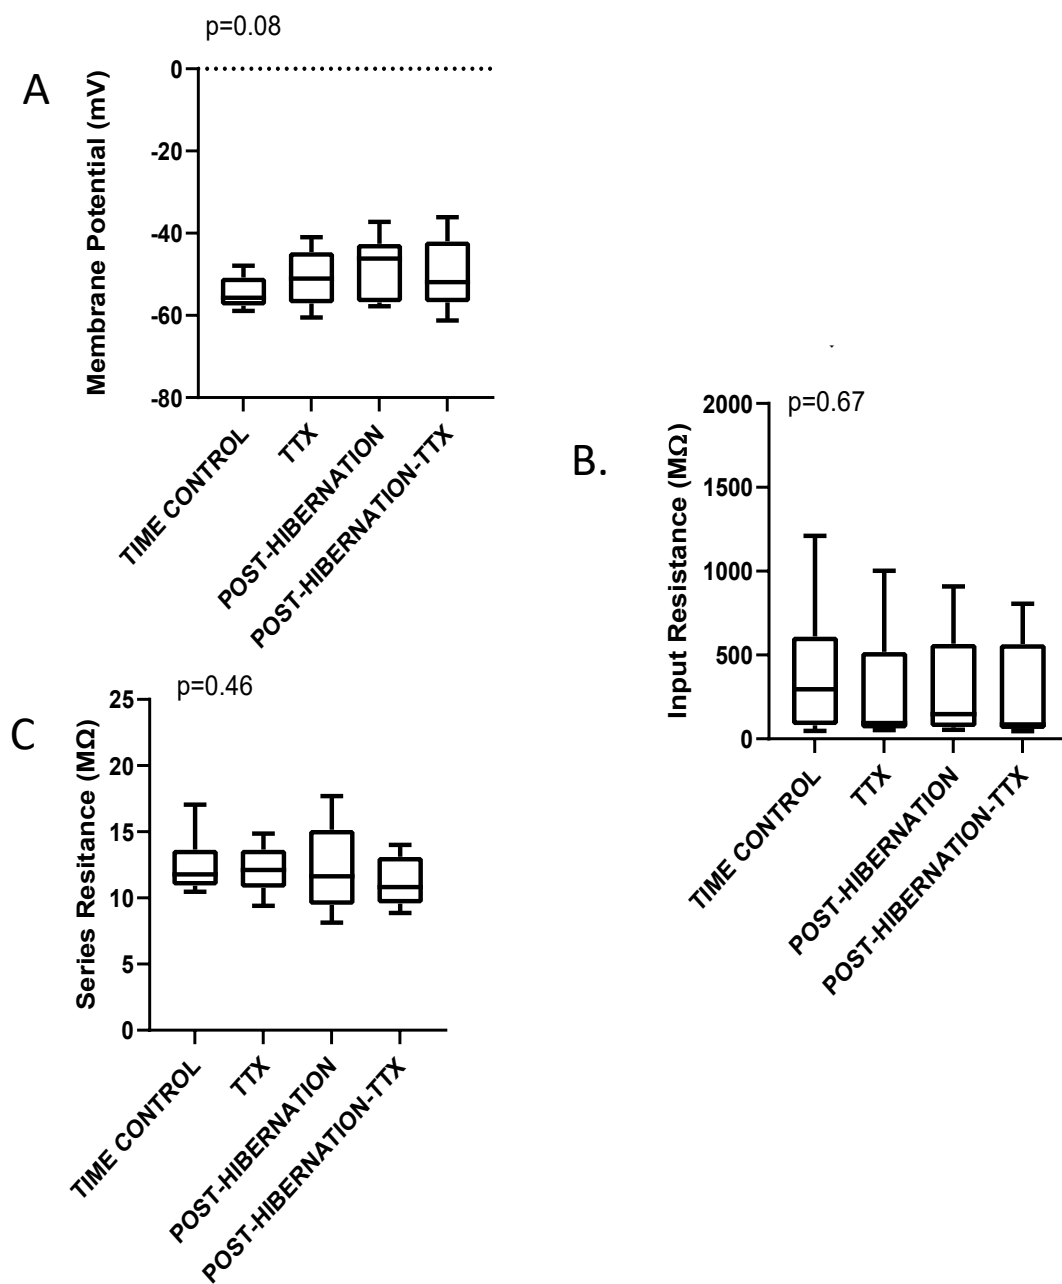 p=0.08
A
Membrane Potential (mV)
0
-20
-40
-60
-80
TIME CONTROL
TTX
POST-HIBERNATION
POST-HIBERNATION-TTX
B.
p=0.67
Input Resistance (MΩ)
2000
1500
1000
500
0
TIME CONTROL
TTX
POST-HIBERNATION
POST-HIBERNATION-TTX
C
p=0.46
Series Resitance (MΩ)
25
20
15
10
5
0
TIME CONTROL
TTX
POST-HIBERNATION
POST-HIBERNATION-TTX